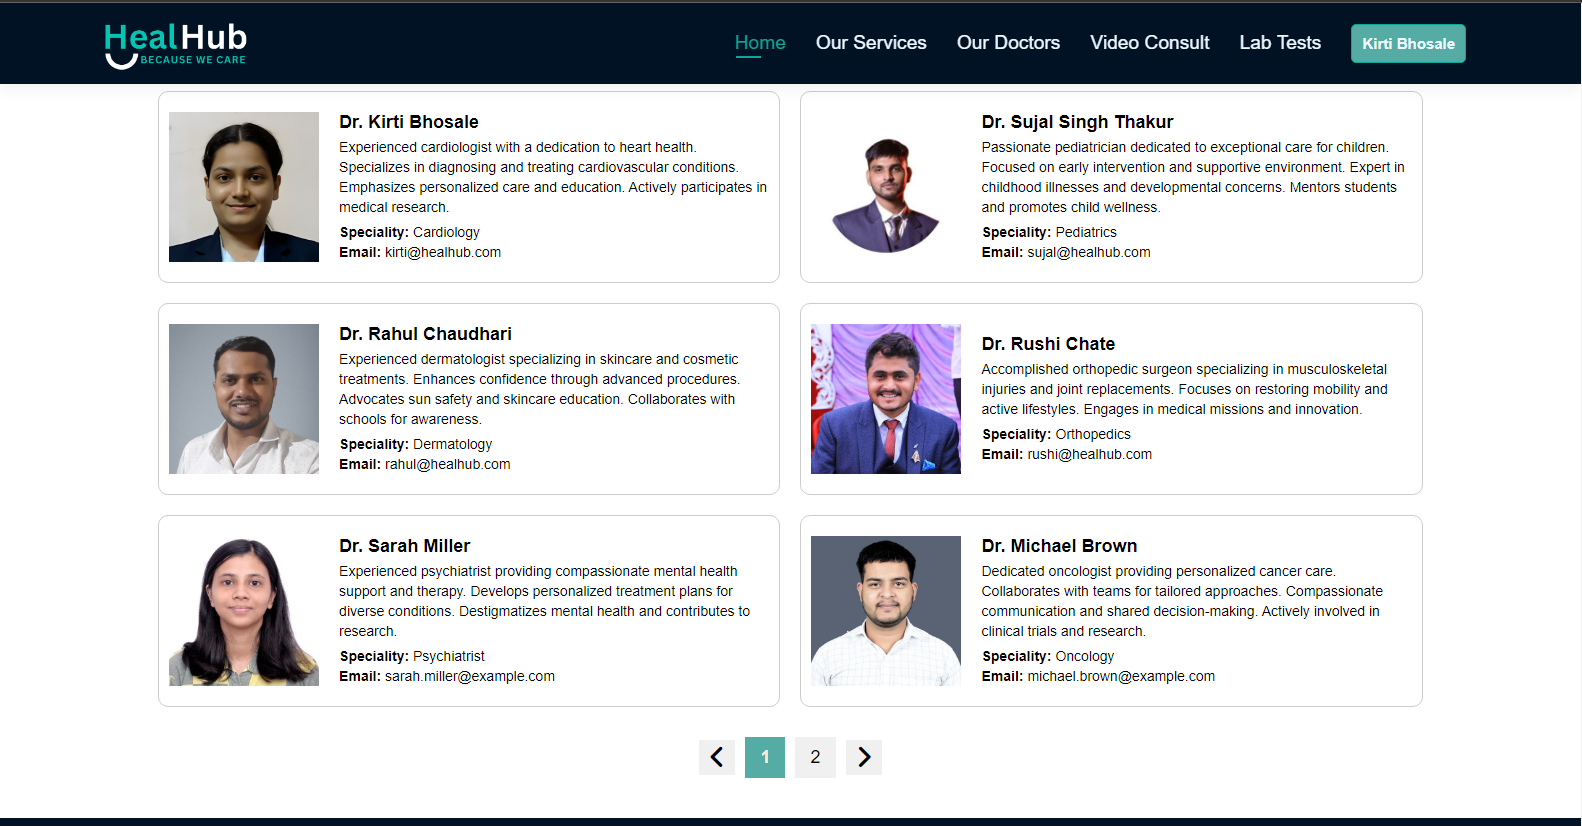 HealHub
BECAUSE WE CARE
Home Our Services Our Doctors Video Consult Lab Tests Kirti Bhosale
Dr. Kirti Bhosale
Experienced cardiologist with a dedication to heart health.
Specializes in diagnosing and treating cardiovascular conditions.
Emphasizes personalized care and education. Actively participates in
medical research.
Speciality: Cardiology
Email: kirti@healhub.com
Dr. Sujal Singh Thakur
Passionate pediatrician dedicated to exceptional care for children.
Focused on early intervention and supportive environment. Expert in
childhood illnesses and developmental concerns. Mentors students
and promotes child wellness.
Speciality: Pediatrics
Email: sujal@healhub.com
Dr. Rahul Chaudhari
Experienced dermatologist specializing in skincare and cosmetic
treatments. Enhances confidence through advanced procedures.
Advocates sun safety and skincare education. Collaborates with
schools for awareness.
Speciality: Dermatology
Email: rahul@healhub.com
Dr. Rushi Chate
Accomplished orthopedic surgeon specializing in musculoskeletal
injuries and joint replacements. Focuses on restoring mobility and
active lifestyles. Engages in medical missions and innovation.
Speciality: Orthopedics
Email: rushi@healhub.com
Dr. Sarah Miller
Experienced psychiatrist providing compassionate mental health
support and therapy. Develops personalized treatment plans for
diverse conditions. Destigmatizes mental health and contributes to
research.
Speciality: Psychiatrist
Email: sarah.miller@example.com
Dr. Michael Brown
Dedicated oncologist providing personalized cancer care.
Collaborates with teams for tailored approaches. Compassionate
communication and shared decision-making. Actively involved in
clinical trials and research.
Speciality: Oncology
Email: michael.brown@example.com
1 2